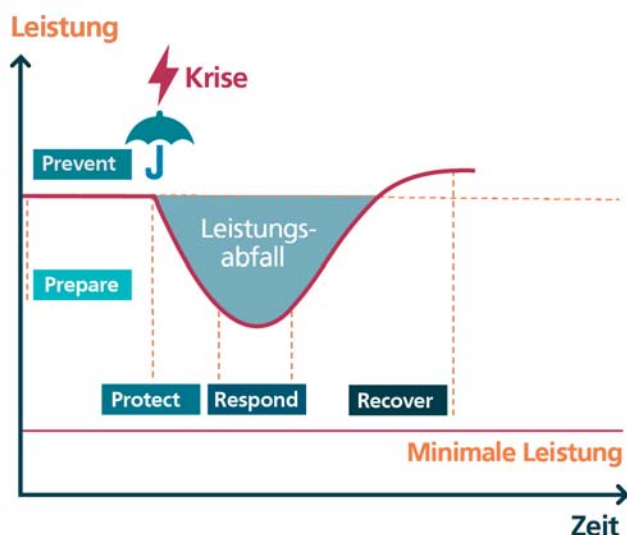 Leistung
Krise
Prevent
Leistungs-
abfall
Prepare
Protect
Respond
Recover
Minimale Leistung
Zeit